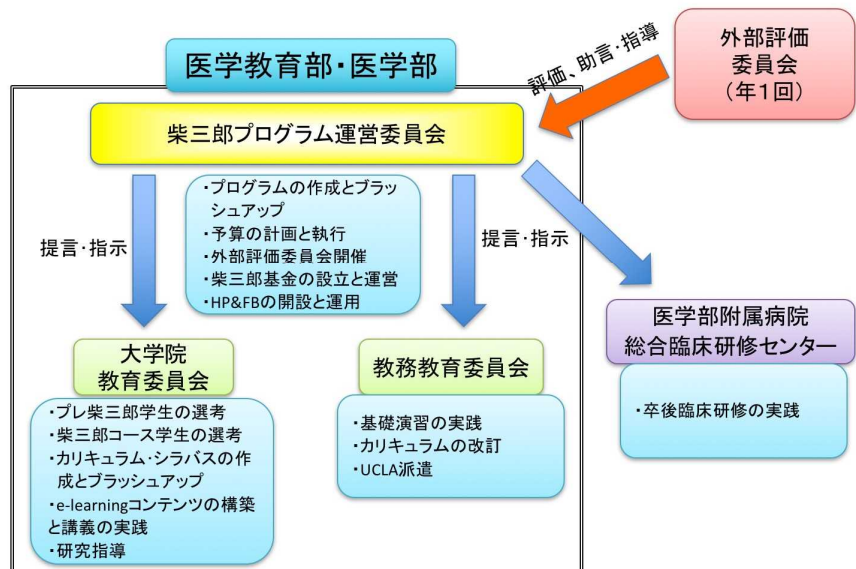 外部評価
委員会
(年1回)
評価、助言・指導
医学教育部・医学部
柴三郎プログラム運営委員会
・プログラムの作成とブラッ
シュアップ
・予算の計画と執行
・外部評価委員会開催
・柴三郎基金の設立と運営
・HP&FBの開設と運用
提言・指示
提言・指示
大学院
教育委員会
・プレ柴三郎学生の選考
・柴三郎コース学生の選考
・カリキュラム・シラバスの作
成とブラッシュアップ
・e-learningコンテンツの構築
と講義の実践
・研究指導
教務教育委員会
・基礎演習の実践
・カリキュラムの改訂
・UCLA派遣
医学部附属病院
総合臨床研修センター
・卒後臨床研修の実践